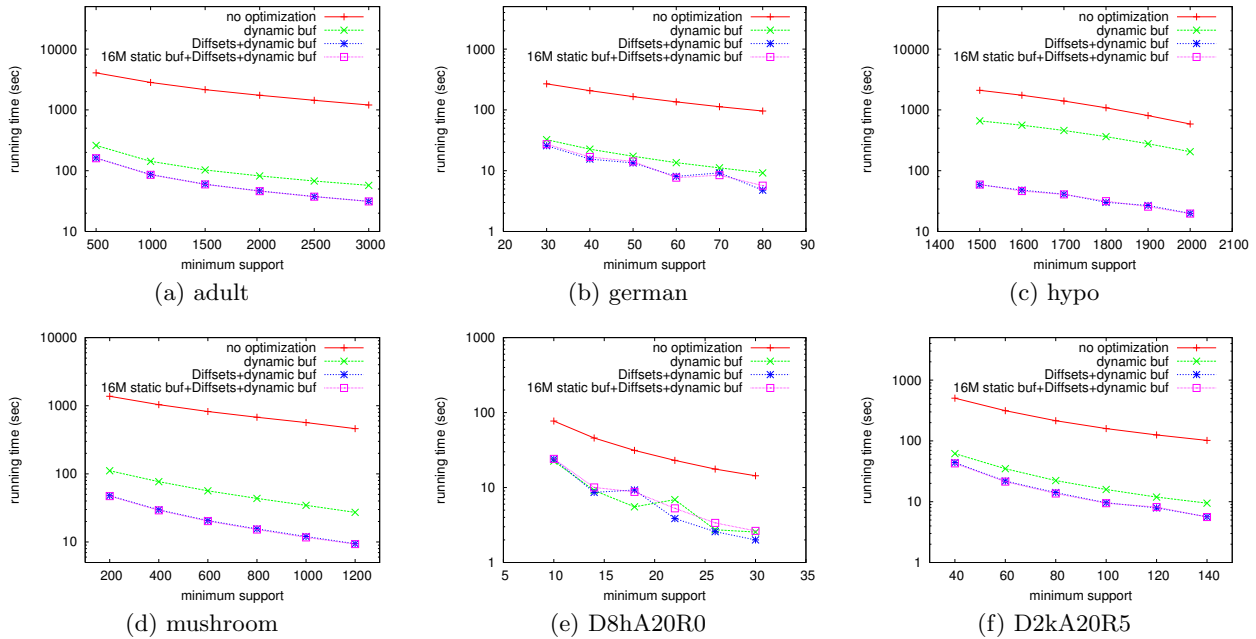 no optimization
dynamic buf
Diffsets+dynamic buf
16M static buf+Diffsets+dynamic buf
running time (sec)
10000
1000
100
10
500 1000 1500 2000 2500 3000
minimum support
(a) adult
no optimization
dynamic buf
Diffsets+dynamic buf
16M static buf+Diffsets+dynamic buf
running time (sec)
1000
100
10
1
20 30 40 50 60 70 80 90
minimum support
(b) german
no optimization
dynamic buf
Diffsets+dynamic buf
16M static buf+Diffsets+dynamic buf
running time (sec)
10000
1000
100
10
1400 1500 1600 1700 1800 1900 2000 2100
minimum support
(c) hypo
no optimization
dynamic buf
Diffsets+dynamic buf
16M static buf+Diffsets+dynamic buf
running time (sec)
10000
1000
100
10
200 400 600 800 1000 1200
minimum support
(d) mushroom
no optimization
dynamic buf
Diffsets+dynamic buf
16M static buf+Diffsets+dynamic buf
running time (sec)
1000
100
10
1
5 10 15 20 25 30 35
minimum support
(e) D8hA20R0
no optimization
dynamic buf
Diffsets+dynamic buf
16M static buf+Diffsets+dynamic buf
running time (sec)
1000
100
10
1
40 60 80 100 120 140
minimum support
(f) D2kA20R5